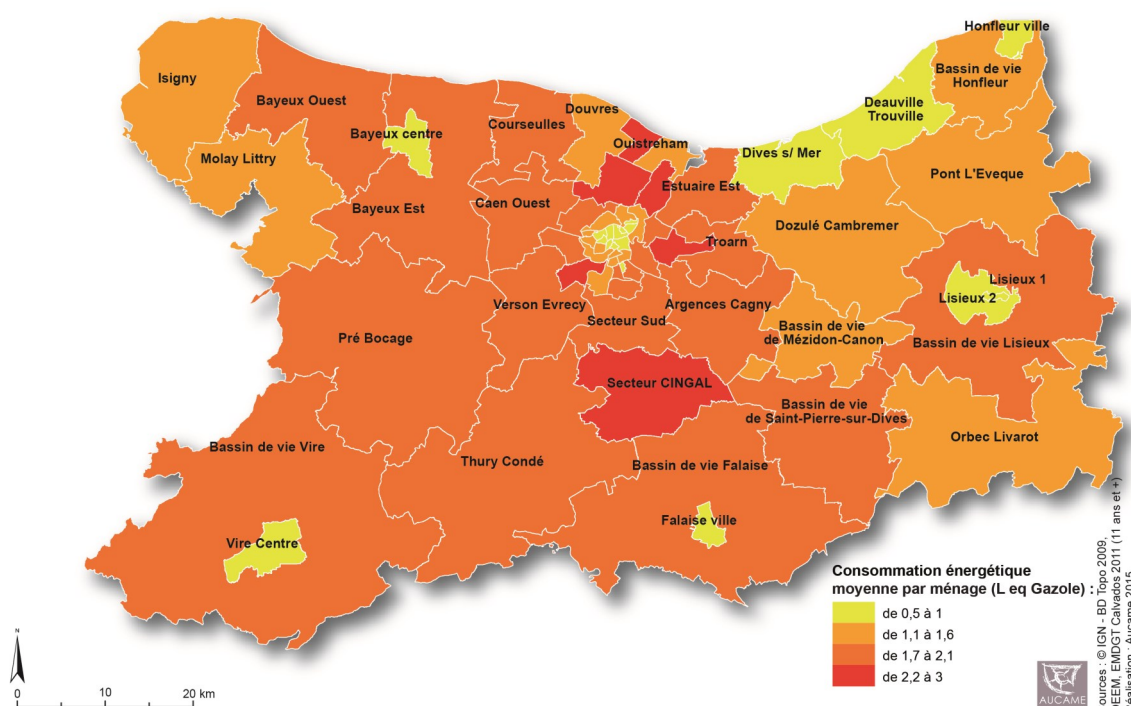 Honfleur ville
Isigny
Bassin de vie
Honfleur
Bayeux Ouest
Douvres
Deauville
Trouville
Courseulles
Bayeux centre
Ouistreham
Dives s/ Mer
Molay Littry
Pont L'Eveque
Estuaire Est
Bayeux Est
Caen Ouest
Dozulé Cambremer
Troarn
Lisieux 1
Lisieux 2
Verson Evrecy
Argences Cagny
Secteur Sud
Bassin de vie
de Mézidon-Canon
Pré Bocage
Bassin de vie Lisieux
Secteur CINGAL
Bassin de vie
de Saint-Pierre-sur-Dives
Orbec Livarot
Bassin de vie Vire
Thury Condé
Bassin de vie Falaise
Falaise ville
Vire Centre
Consommation énergétique
moyenne par ménage (L eq Gazole) :
de 0,5 à 1
de 1,1 à 1,6
de 1,7 à 2,1
de 2,2 à 3
N
0 10 20 km
AUCAME
ources : © IGN - BD Topo 2009,
EMDGT Calvados 2011 (11 ans et +)
Aucame 2015